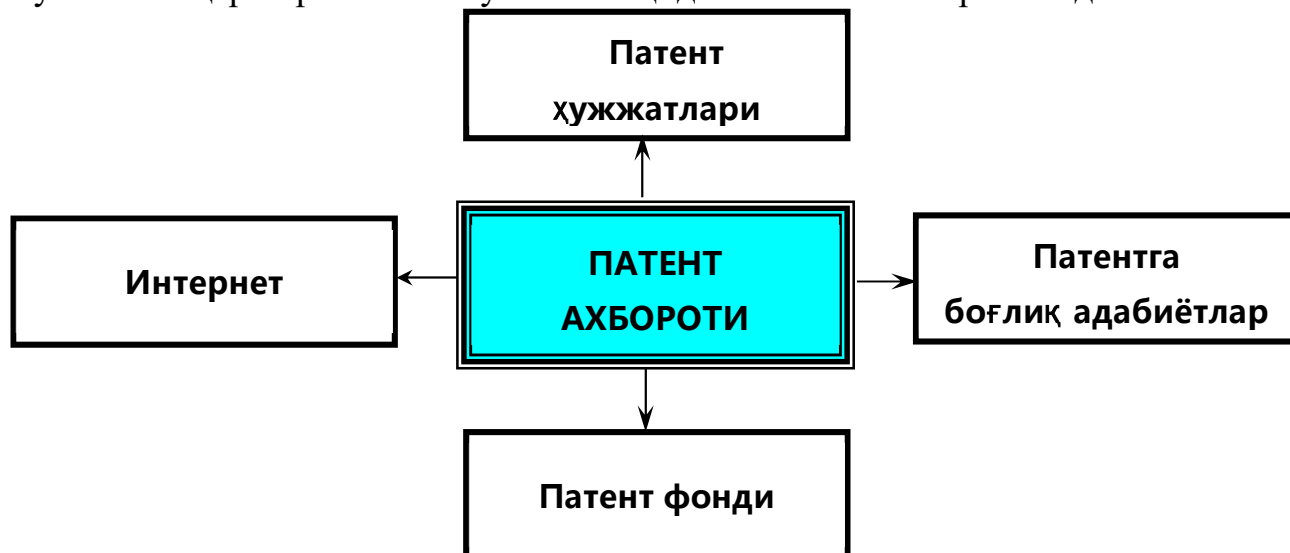 Патент
ҳужжатлари
Интернет
ПАТЕНТ
АХБОРОТИ
Патентга
боғлиқ адабиётлар
Патент фонди